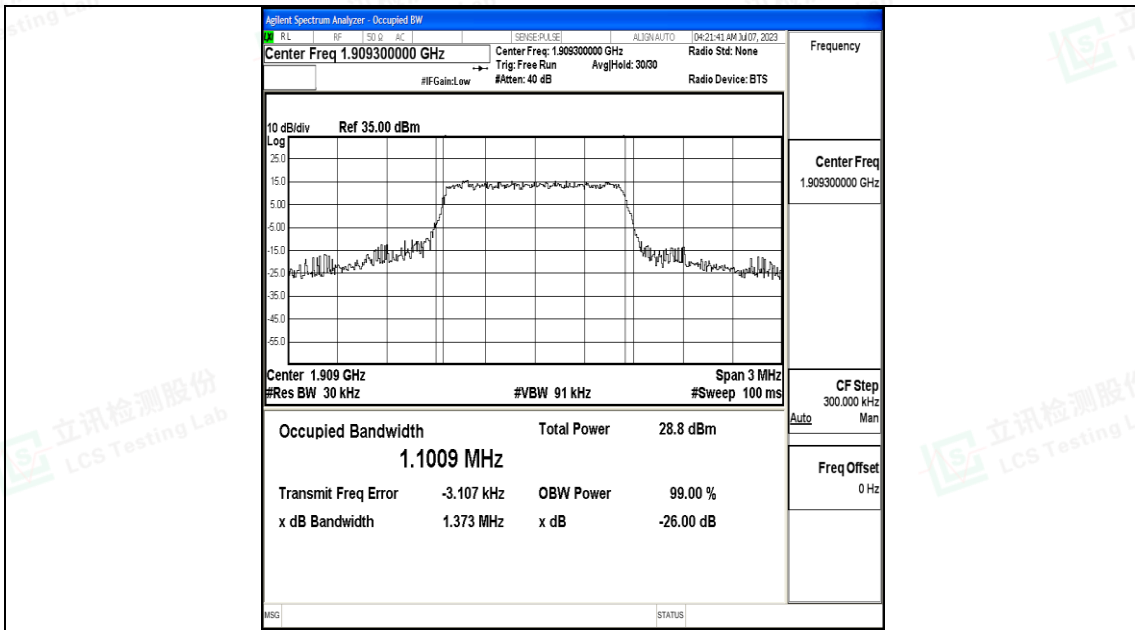 Agilent Spectrum Analyzer - Occupied BW
RL RF 50 Ω AC SENSE:PULSE ALIGN AUTO 04:21:41 AM Jul 07, 2023
Center Freq 1.909300000 GHz
Center Freq: 1.909300000 GHz Radio Std: None
Trig: Free Run Avg|Hold: 30/30
#IFGain:Low #Atten: 40 dB Radio Device: BTS
Frequency
10 dB/div Ref 35.00 dBm
Log
25.0
15.0
5.00
-5.00
-15.0
-25.0
-35.0
-45.0
-55.0
Center 1.909 GHz Span 3 MHz
#Res BW 30 kHz #VBW 91 kHz #Sweep 100 ms
Center Freq
1.909300000 GHz
CF Step
300.000 kHz
Auto Man
Freq Offset
0 Hz
Occupied Bandwidth Total Power 28.8 dBm
1.1009 MHz
Transmit Freq Error -3.107 kHz OBW Power 99.00 %
x dB Bandwidth 1.373 MHz x dB -26.00 dB
MSG STATUS
立讯检测股份
LCS Testing Lab
立讯检测股份
LCS Testing L